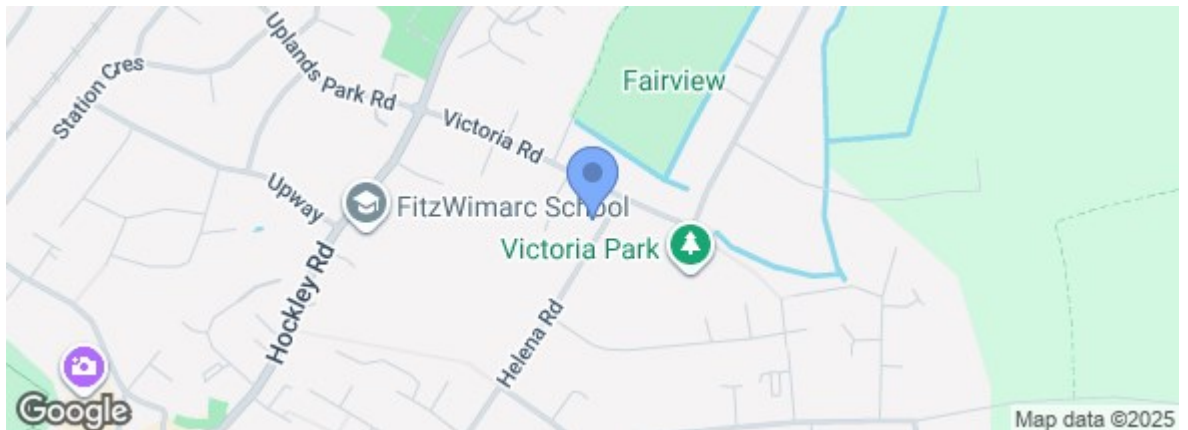 Uplands Park Rd
Station Cres
Fairview
Victoria Rd
Upway
FitzWimarc School
Victoria Park
Hockley Rd
Helena Rd
Google
Map data ©2025